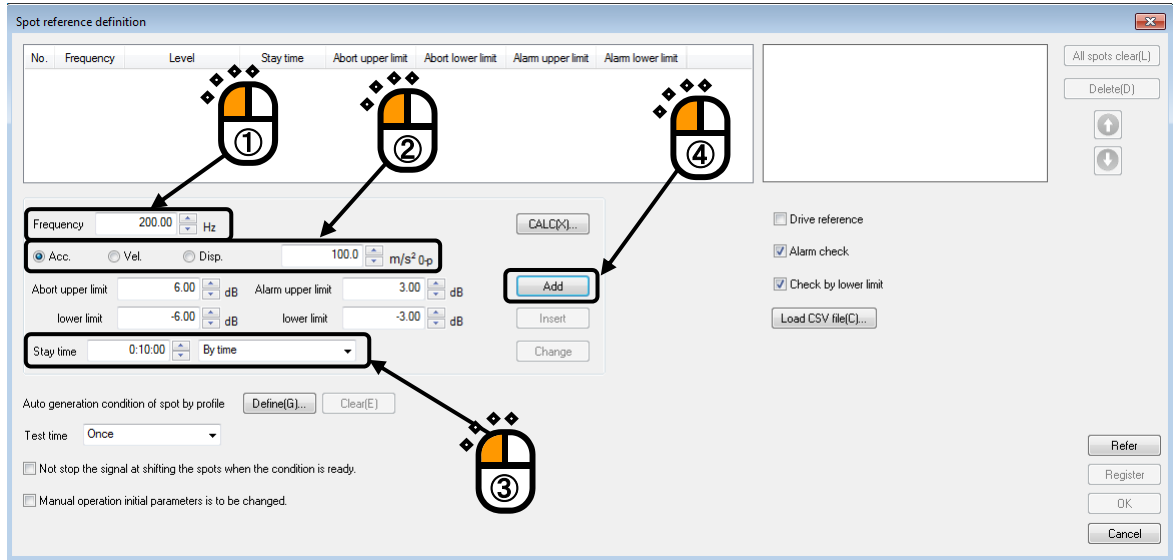 Spot reference definition
No. Frequency Level Stay time Abort upper limit Abort lower limit Alarm upper limit Alarm lower limit
All spots clear(L)
Delete(D)
①
②
④
Frequency 200.00 Hz
CALC(X)...
Drive reference
Acc. Vel. Disp. 100.0 m/s² 0-p
Alarm check
Abort upper limit 6.00 dB Alarm upper limit 3.00 dB
Add
Check by lower limit
lower limit -6.00 dB lower limit -3.00 dB
Insert
Load CSV file(C)...
Stay time 0:10:00 By time
Change
Auto generation condition of spot by profile Define(G)... Clear(E)
Test time Once
③
Not stop the signal at shifting the spots when the condition is ready.
Manual operation initial parameters is to be changed.
Refer
Register
OK
Cancel